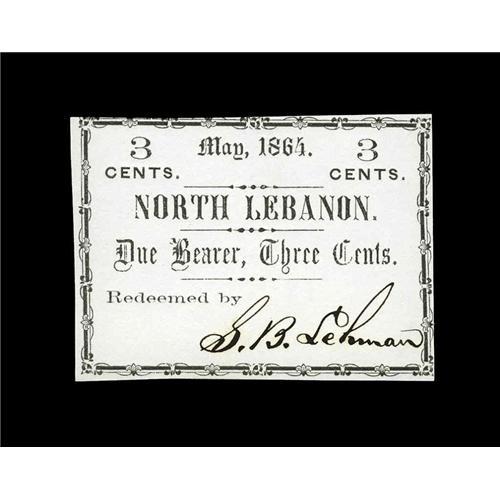 3 May, 1864. 3
CENTS. CENTS.
NORTH LEBANON.
Due Bearer, Three Cents.
Redeemed by
S. B. Lehman